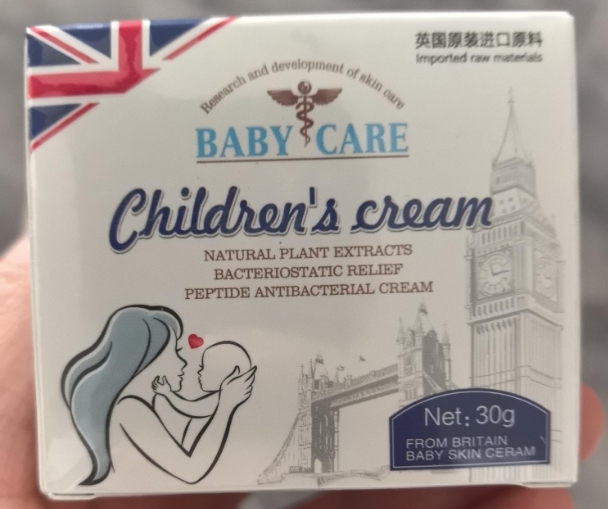 英国原装进口原料
Imported raw materials
Research and development of skin care
BABY CARE
Children's cream
NATURAL PLANT EXTRACTS
BACTERIOSTATIC RELIEF
PEPTIDE ANTIBACTERIAL CREAM
Net: 30g
FROM BRITAIN
BABY SKIN CERAM